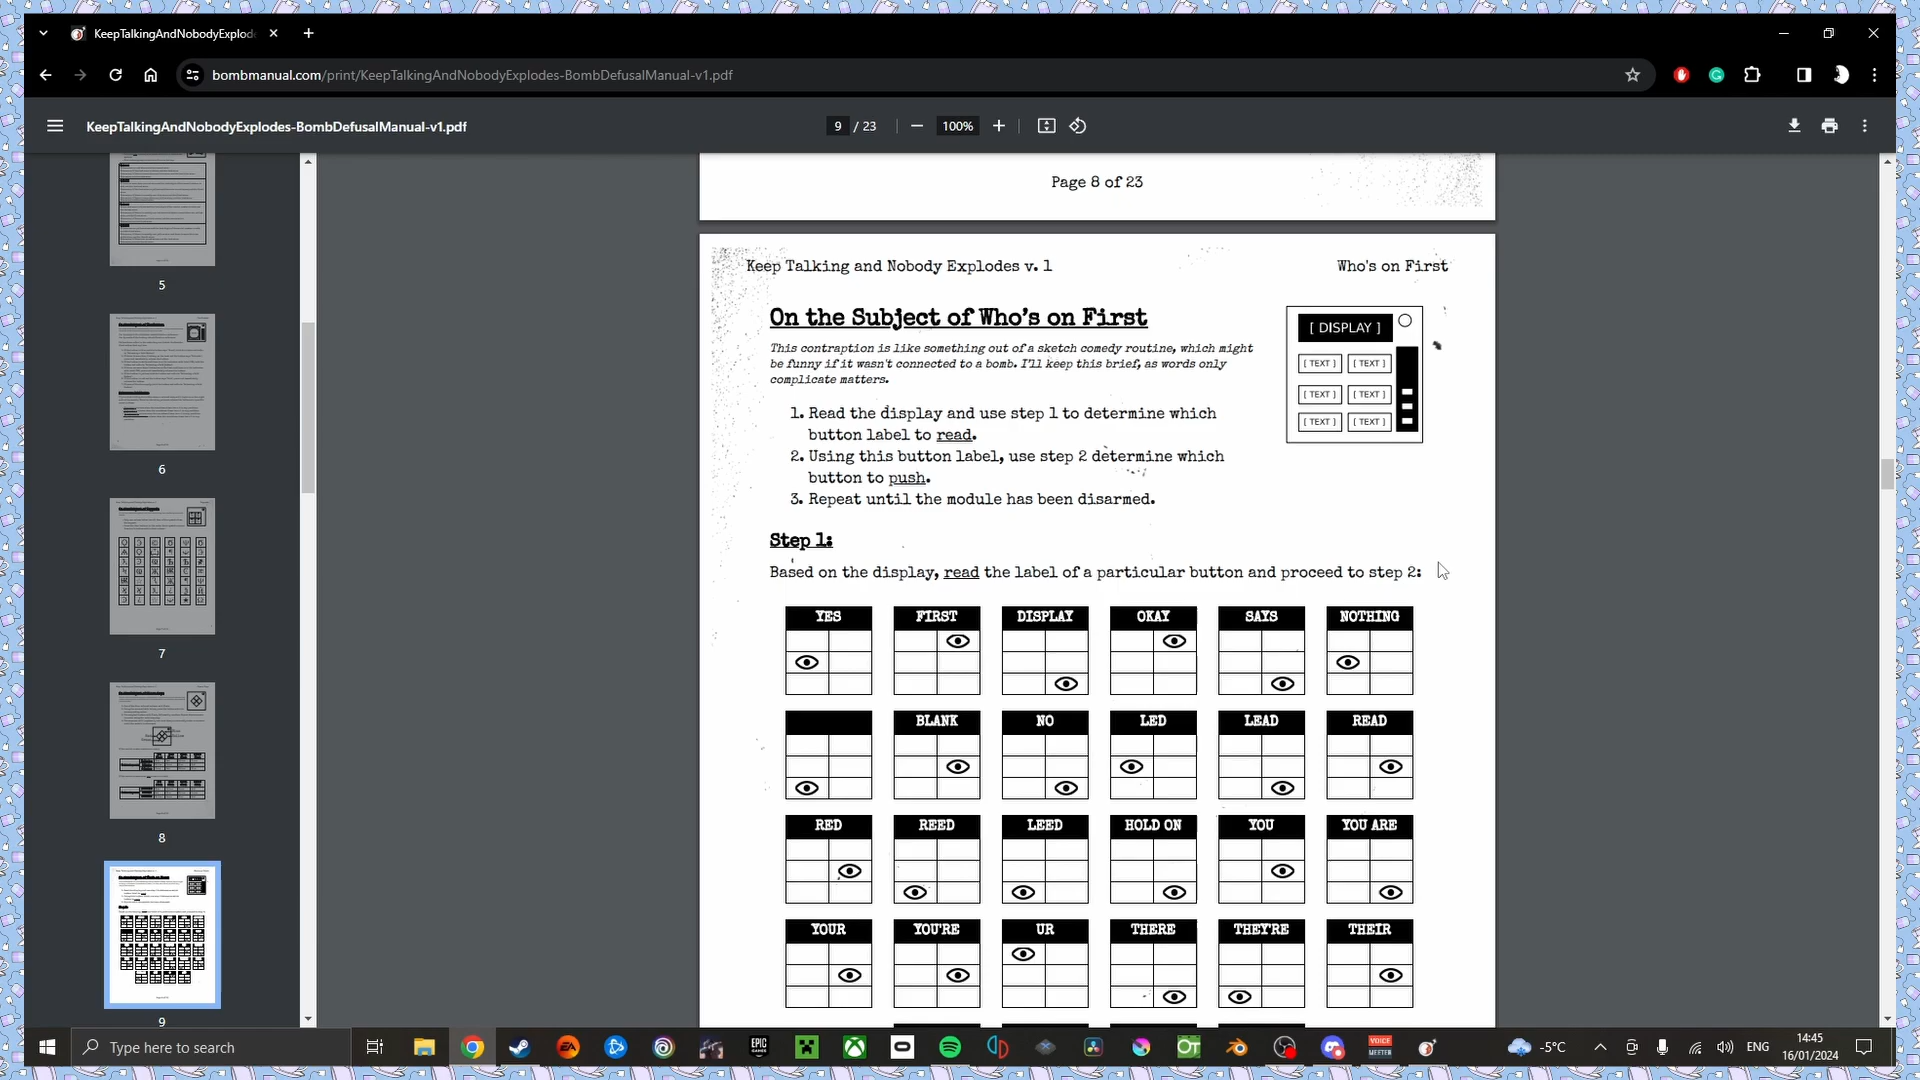 KeepTalkingAndNobodyExplode
bombmanual.com/print/KeepTalkingAndNobodyExplodes-BombDefusalManual-v1.pdf
KeepTalkingAndNobodyExplodes-BombDefusalManual-v1.pdf
9 / 23
100%
5
6
7
8
9
Page 8 of 23
Keep Talking and Nobody Explodes v. 1
Who's on First
On the Subject of Who's on First
This contraption is like something out of a sketch comedy routine, which might
be funny if it wasn't connected to a bomb. I'll keep this brief, as words only
complicate matters.
[ DISPLAY ]
[ TEXT ] [ TEXT ]
[ TEXT ] [ TEXT ]
[ TEXT ] [ TEXT ]
1. Read the display and use step 1 to determine which
button label to read.
2. Using this button label, use step 2 determine which
button to push.
3. Repeat until the module has been disarmed.
Step 1:
Based on the display, read the label of a particular button and proceed to step 2:
YES FIRST DISPLAY OKAY SAYS NOTHING
BLANK NO LED LEAD READ
RED REED LEED HOLD ON YOU YOU ARE
YOUR YOU'RE UR THERE THEY'RE THEIR
Type here to search
EA
EPIC
GAMES
OT
VOICE
MEETER
-5°C
ENG
14:45
16/01/2024